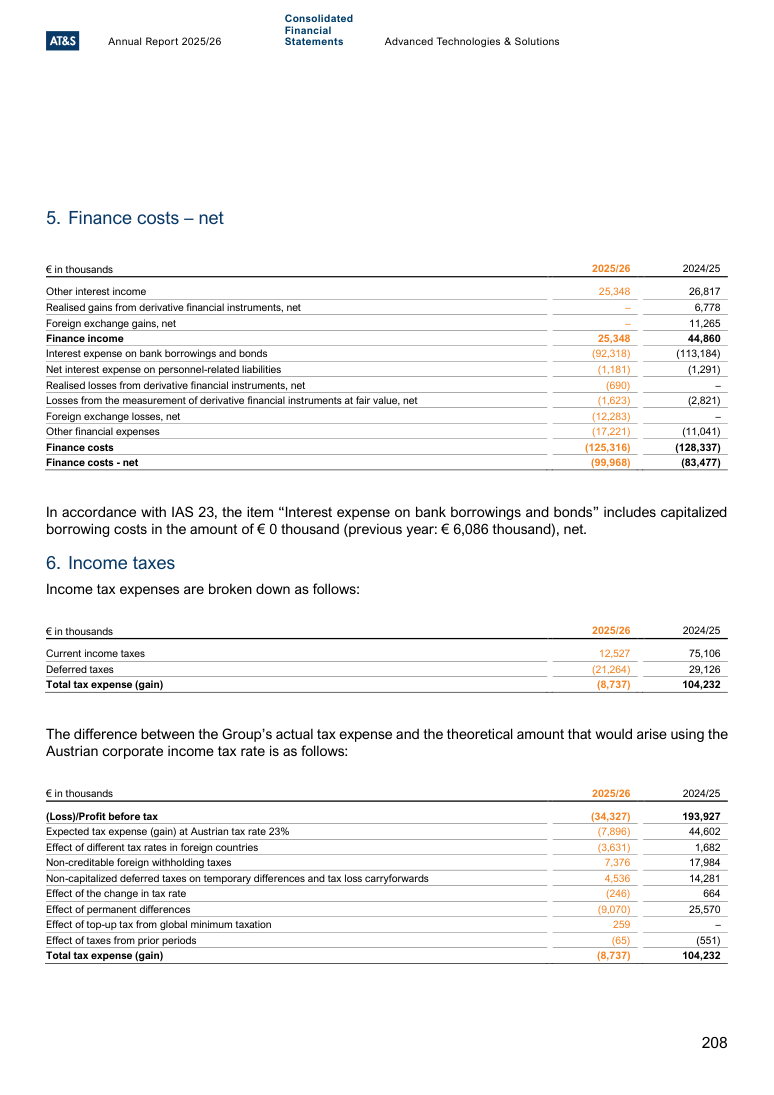 Consolidated
Financial
Statements
AT&S Annual Report 2025/26 Advanced Technologies & Solutions
5. Finance costs – net
€ in thousands 2025/26 2024/25
Other interest income 25,348 26,817
Realised gains from derivative financial instruments, net – 6,778
Foreign exchange gains, net – 11,265
Finance income 25,348 44,860
Interest expense on bank borrowings and bonds (92,318) (113,184)
Net interest expense on personnel-related liabilities (1,181) (1,291)
Realised losses from derivative financial instruments, net (690) –
Losses from the measurement of derivative financial instruments at fair value, net (1,623) (2,821)
Foreign exchange losses, net (12,283) –
Other financial expenses (17,221) (11,041)
Finance costs (125,316) (128,337)
Finance costs - net (99,968) (83,477)
In accordance with IAS 23, the item “Interest expense on bank borrowings and bonds” includes capitalized
borrowing costs in the amount of € 0 thousand (previous year: € 6,086 thousand), net.
6. Income taxes
Income tax expenses are broken down as follows:
€ in thousands 2025/26 2024/25
Current income taxes 12,527 75,106
Deferred taxes (21,264) 29,126
Total tax expense (gain) (8,737) 104,232
The difference between the Group’s actual tax expense and the theoretical amount that would arise using the
Austrian corporate income tax rate is as follows:
€ in thousands 2025/26 2024/25
(Loss)/Profit before tax (34,327) 193,927
Expected tax expense (gain) at Austrian tax rate 23% (7,896) 44,602
Effect of different tax rates in foreign countries (3,631) 1,682
Non-creditable foreign withholding taxes 7,376 17,984
Non-capitalized deferred taxes on temporary differences and tax loss carryforwards 4,536 14,281
Effect of the change in tax rate (246) 664
Effect of permanent differences (9,070) 25,570
Effect of top-up tax from global minimum taxation 259 –
Effect of taxes from prior periods (65) (551)
Total tax expense (gain) (8,737) 104,232
208